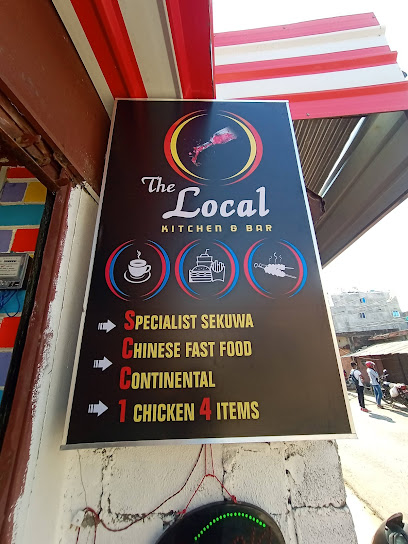 The
Local
KITCHEN & BAR
SPECIALIST SEKUWA
CHINESE FAST FOOD
CONTINENTAL
1 CHICKEN 4 ITEMS